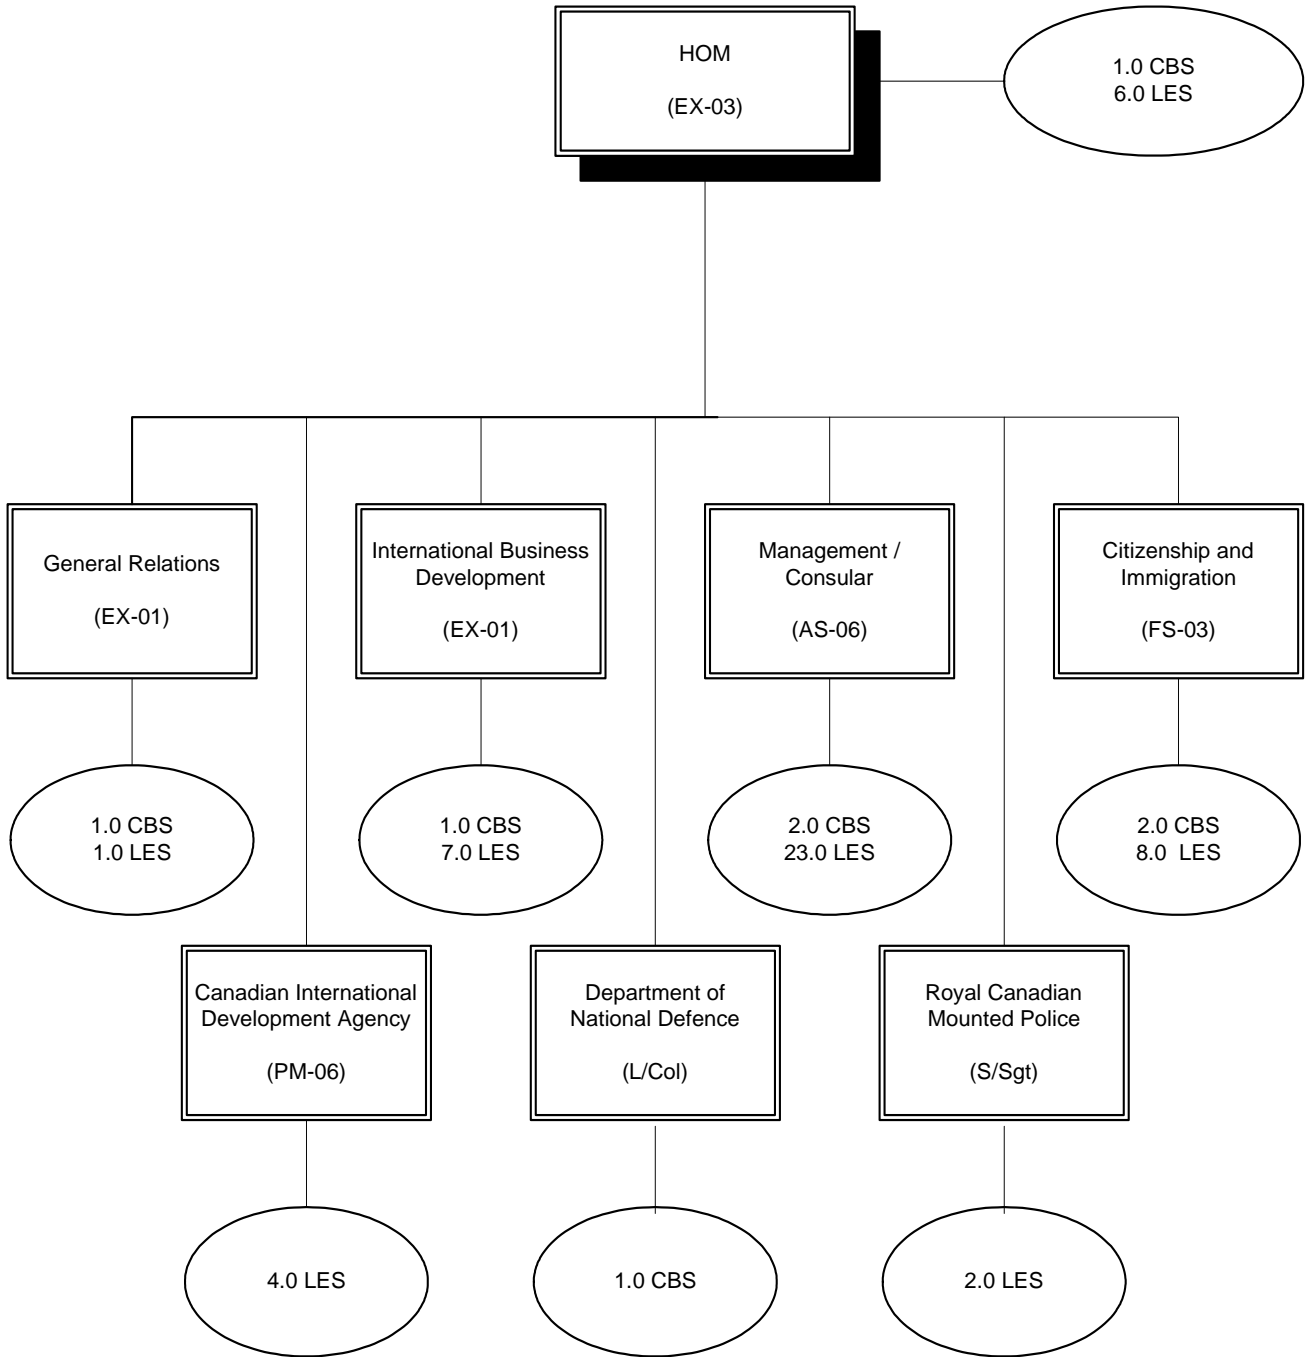 HOM
(EX-03)
1.0 CBS
6.0 LES
General Relations
(EX-01)
International Business
Development
(EX-01)
Management /
Consular
(AS-06)
Citizenship and
Immigration
(FS-03)
1.0 CBS
1.0 LES
1.0 CBS
7.0 LES
2.0 CBS
23.0 LES
2.0 CBS
8.0 LES
Canadian International
Development Agency
(PM-06)
Department of
National Defence
(L/Col)
Royal Canadian
Mounted Police
(S/Sgt)
4.0 LES
1.0 CBS
2.0 LES